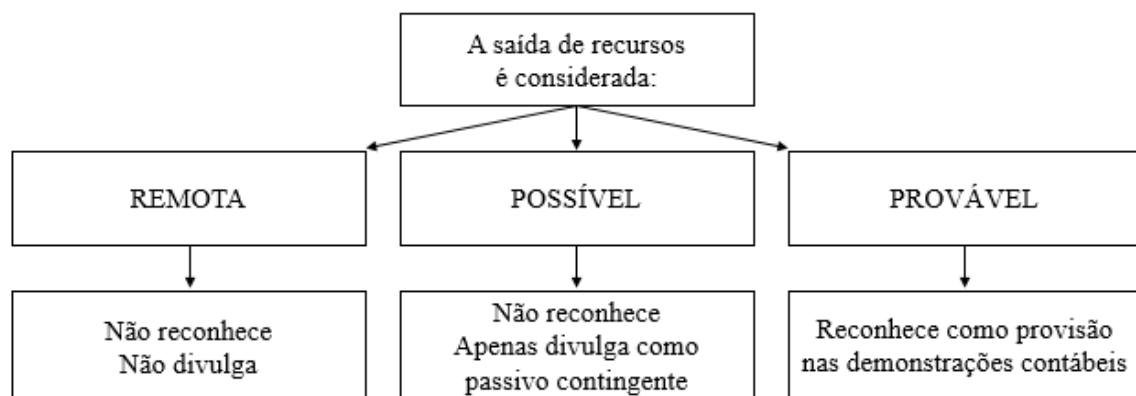 A saída de recursos
é considerada:
REMOTA
POSSÍVEL
PROVÁVEL
Não reconhece
Não divulga
Não reconhece
Apenas divulga como
passivo contingente
Reconhece como provisão
nas demonstrações contábeis